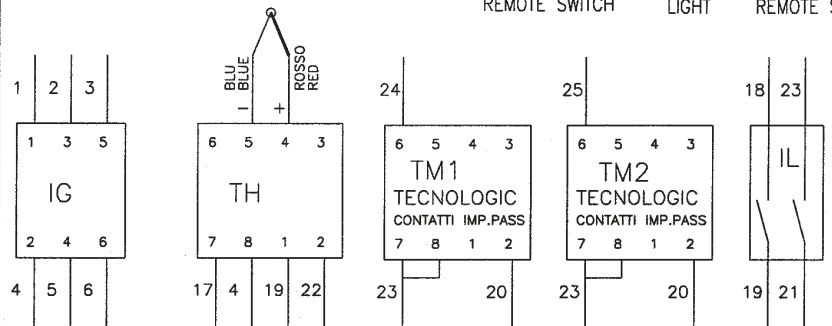 REMOTE SWITCH LIGHT REMOTE S
BLU
BLUE
ROSSO
RED
- +
1 2 3 24 25 18 23
1 3 5 6 5 4 3 6 5 4 3 6 5 4 3
IG TH TM1 TM2 IL
TECNOLOGIC TECNOLOGIC
CONTATTI IMP.PASS CONTATTI IMP.PASS
2 4 6 7 8 1 2 7 8 1 2 7 8 1 2
4 5 6 17 4 19 22 23 20 23 20 19 21